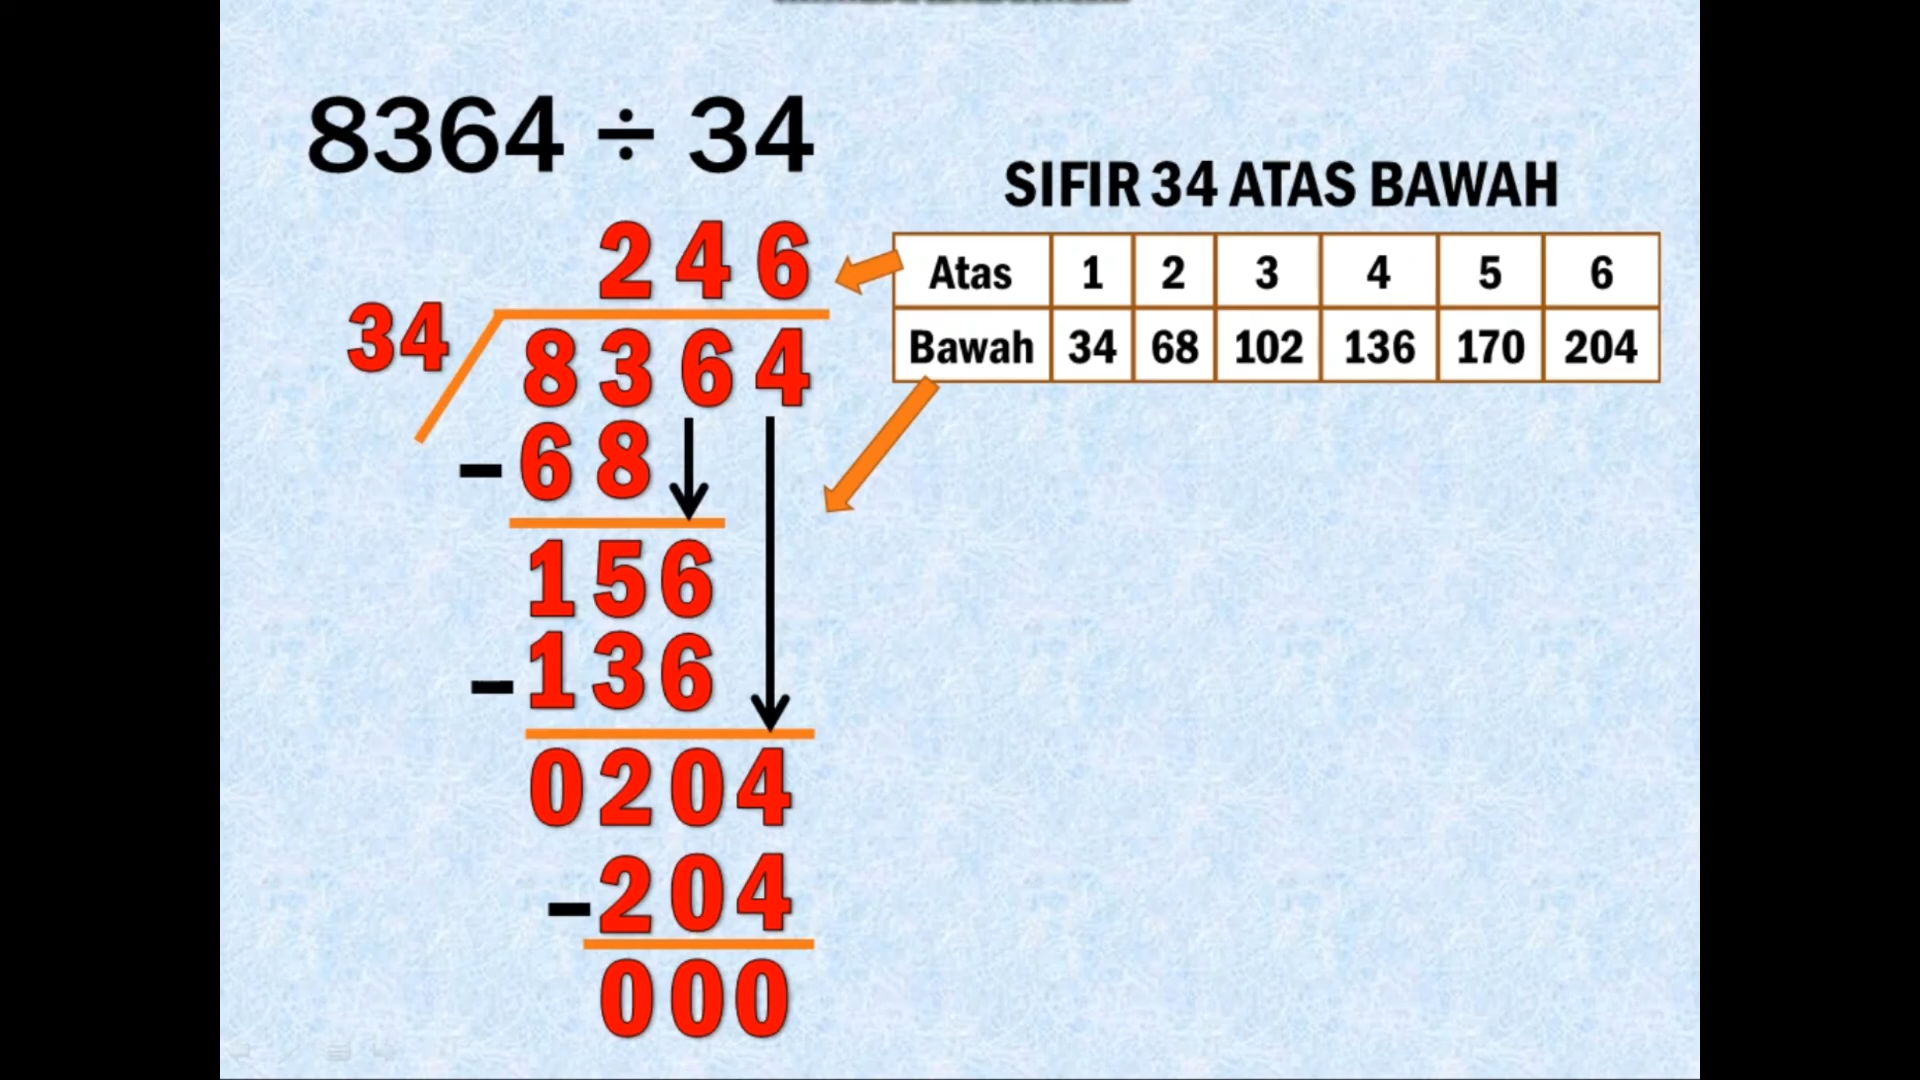 8364 ÷ 34
SIFIR 34 ATAS BAWAH
246
34
8364
- 68
156
- 136
0204
- 204
000
Atas 1 2 3 4 5 6
Bawah 34 68 102 136 170 204